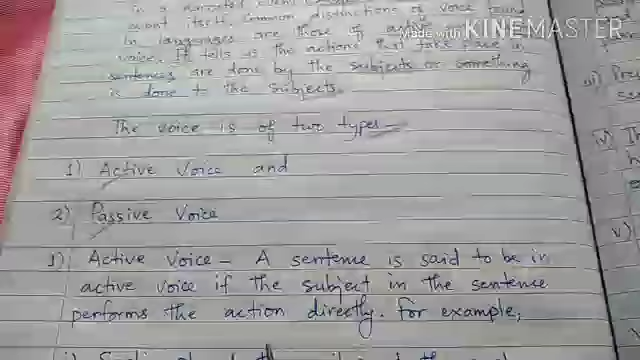 in a
about itself. Common distinctions of voice found
in languages are those of active
voice. It tells us the actions that take place in
sentences are done by the subjects or something
is done to the subjects.
The voice is of two types—
1) Active Voice and
2) Passive Voice
1) Active Voice - A sentence is said to be in
active voice if the subject in the sentence
performs the action directly. For example,
Made with KINEMASTER